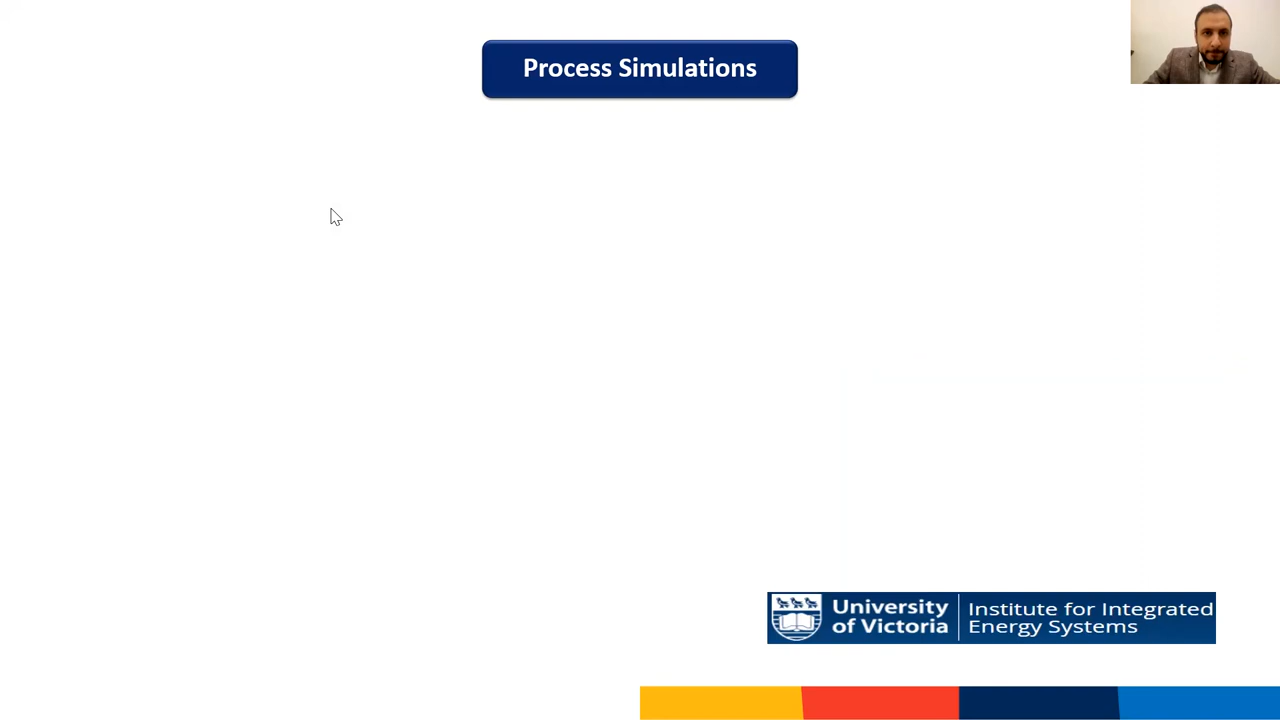 Process Simulations
University
of Victoria
Institute for Integrated
Energy Systems